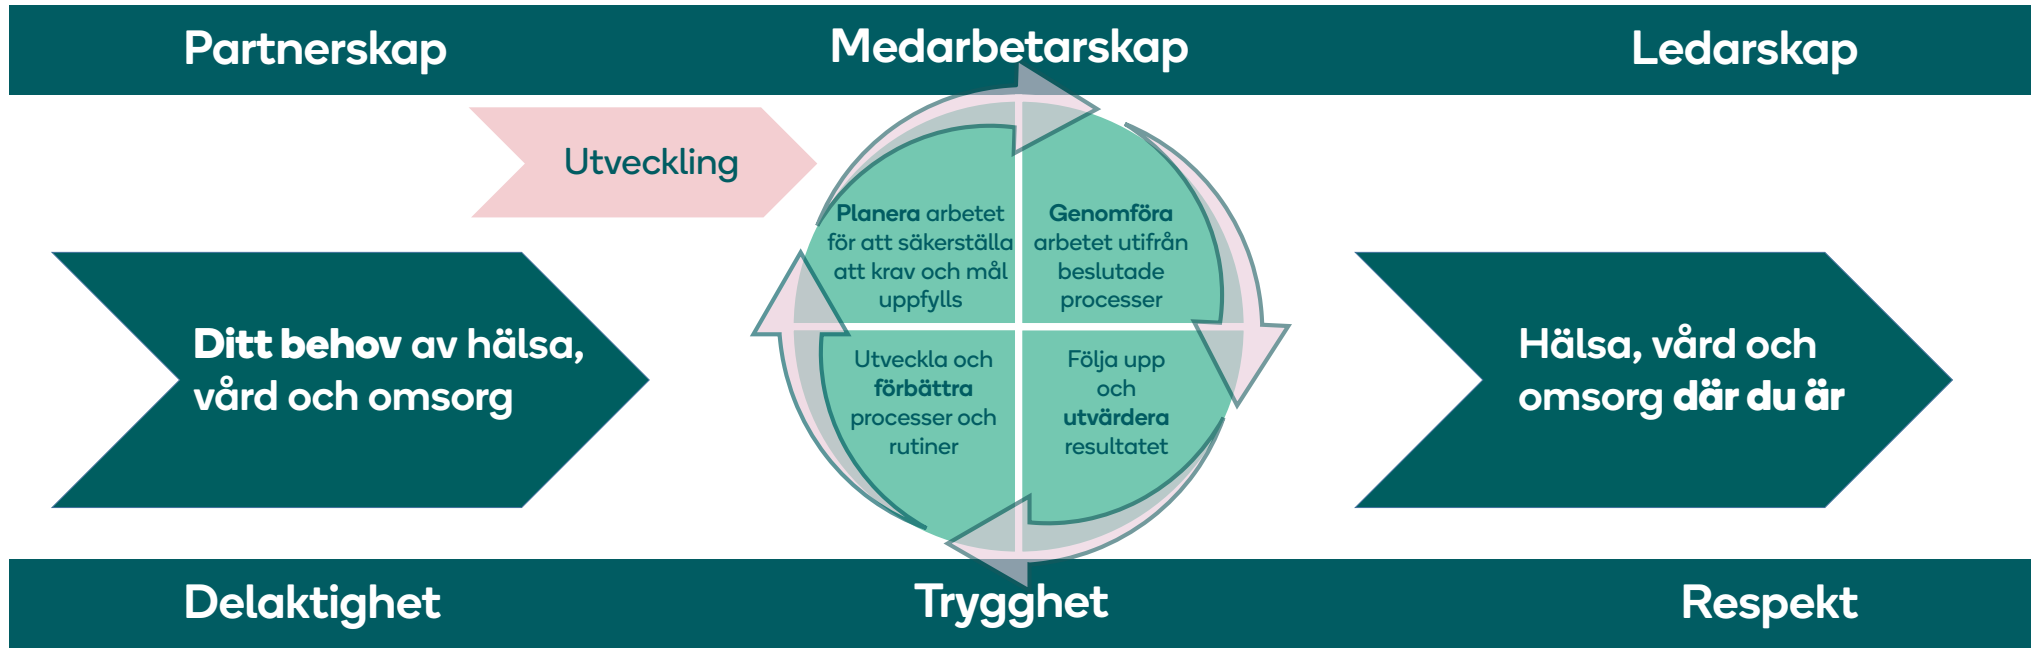 Partnerskap
Medarbetarskap
Ledarskap
Utveckling
Planera arbetet
för att säkerställa
att krav och mål
uppfylls
Genomföra
arbetet utifrån
beslutade
processer
Ditt behov av hälsa,
vård och omsorg
Utveckla och
förbättra
processer och
rutiner
Följa upp
och
utvärdera
resultatet
Hälsa, vård och
omsorg där du är
Delaktighet
Trygghet
Respekt